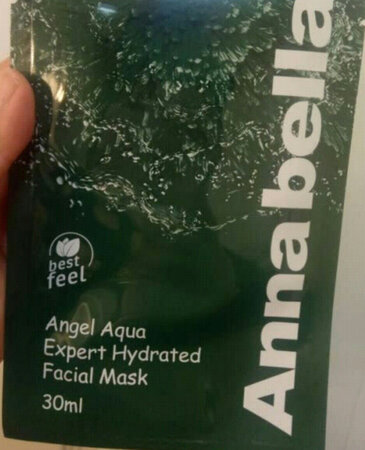 Annabella
best
feel
Angel Aqua
Expert Hydrated
Facial Mask
30ml